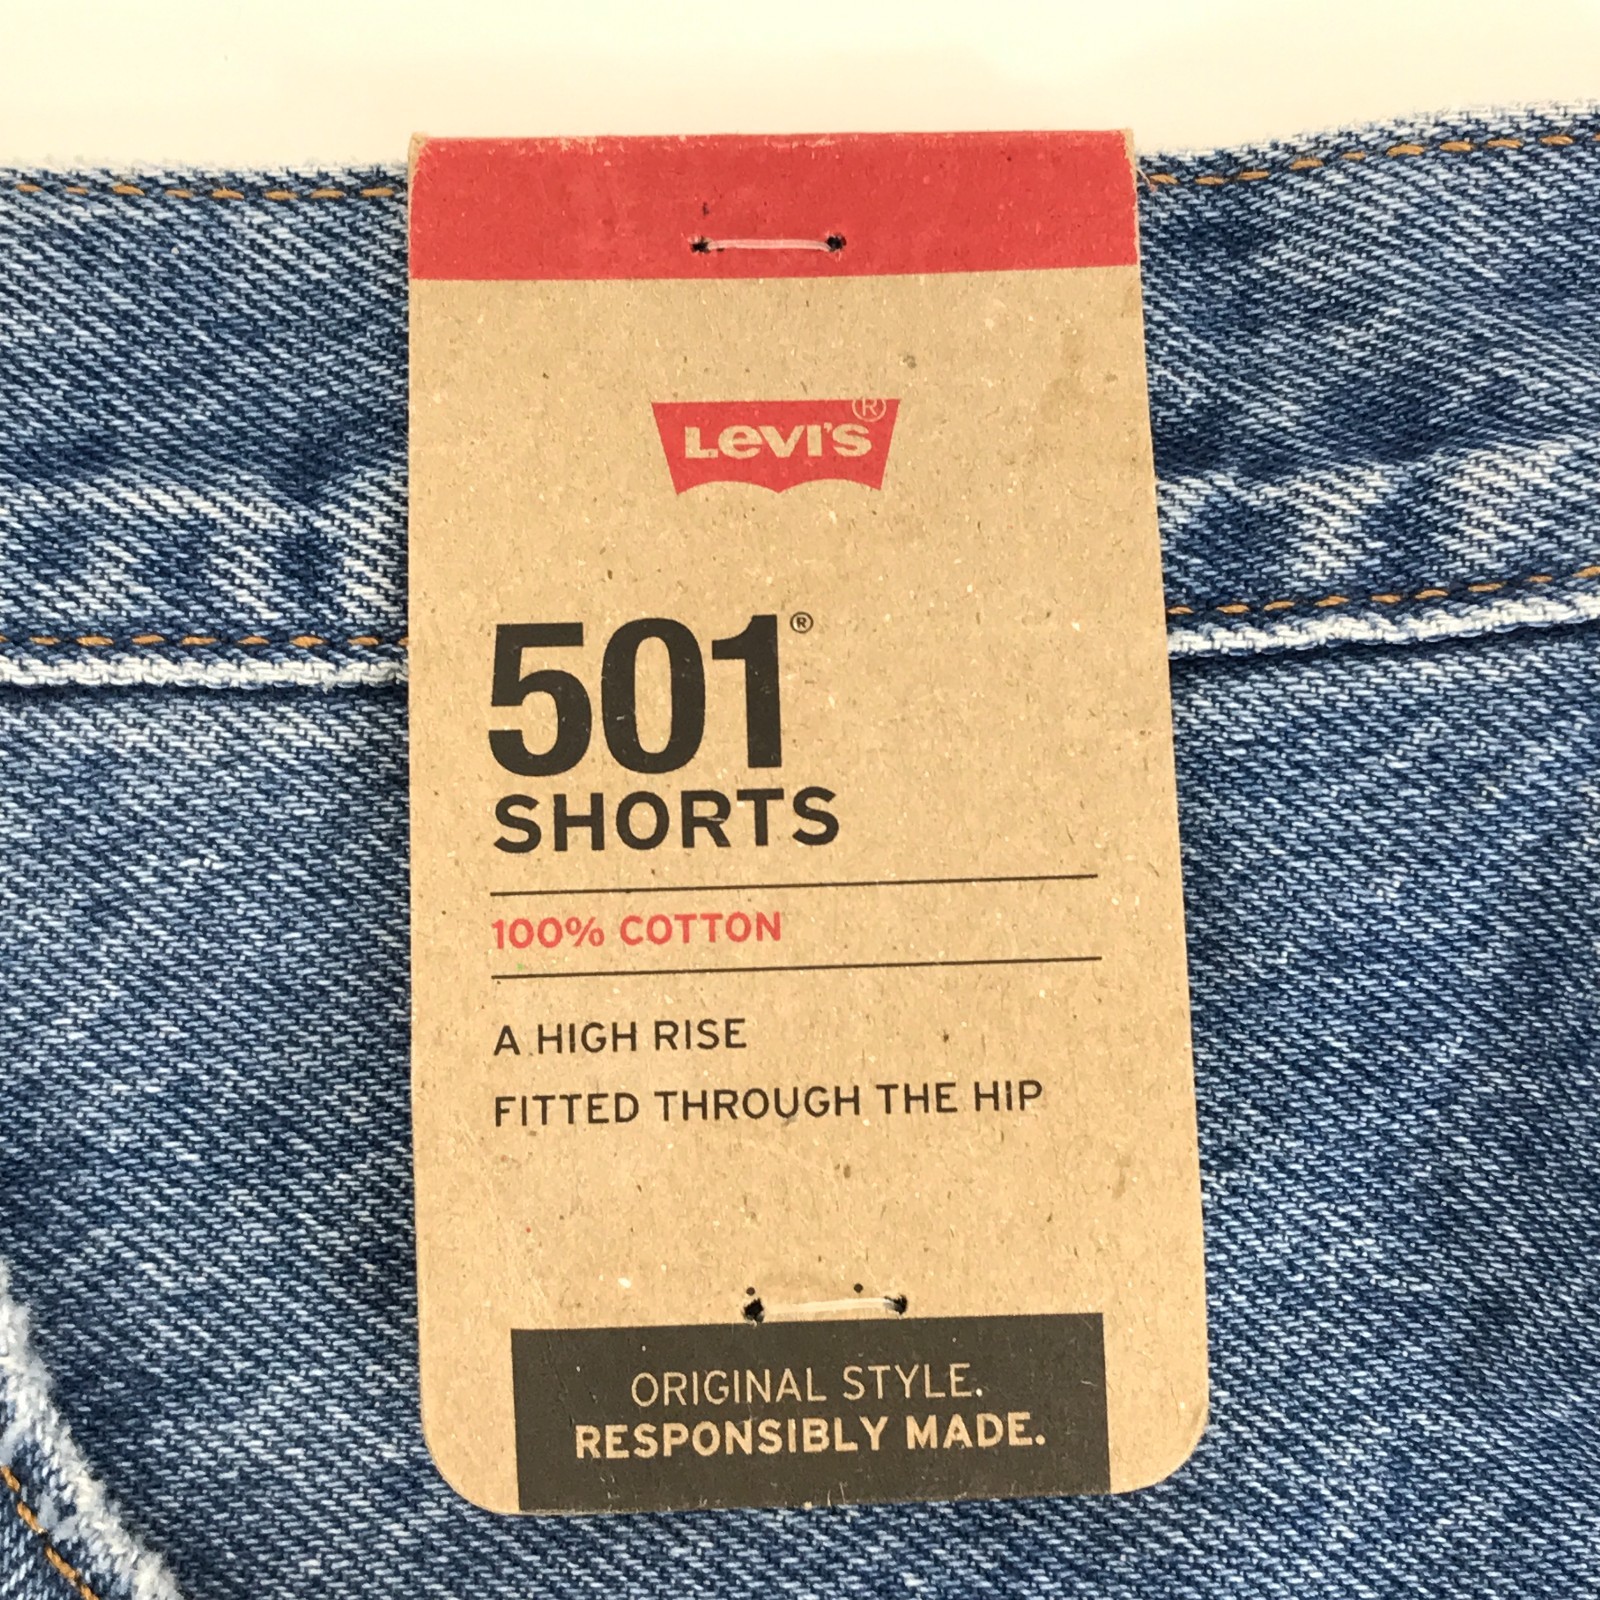 Levi's®
501®
SHORTS
100% COTTON
A HIGH RISE
FITTED THROUGH THE HIP
ORIGINAL STYLE.
RESPONSIBLY MADE.